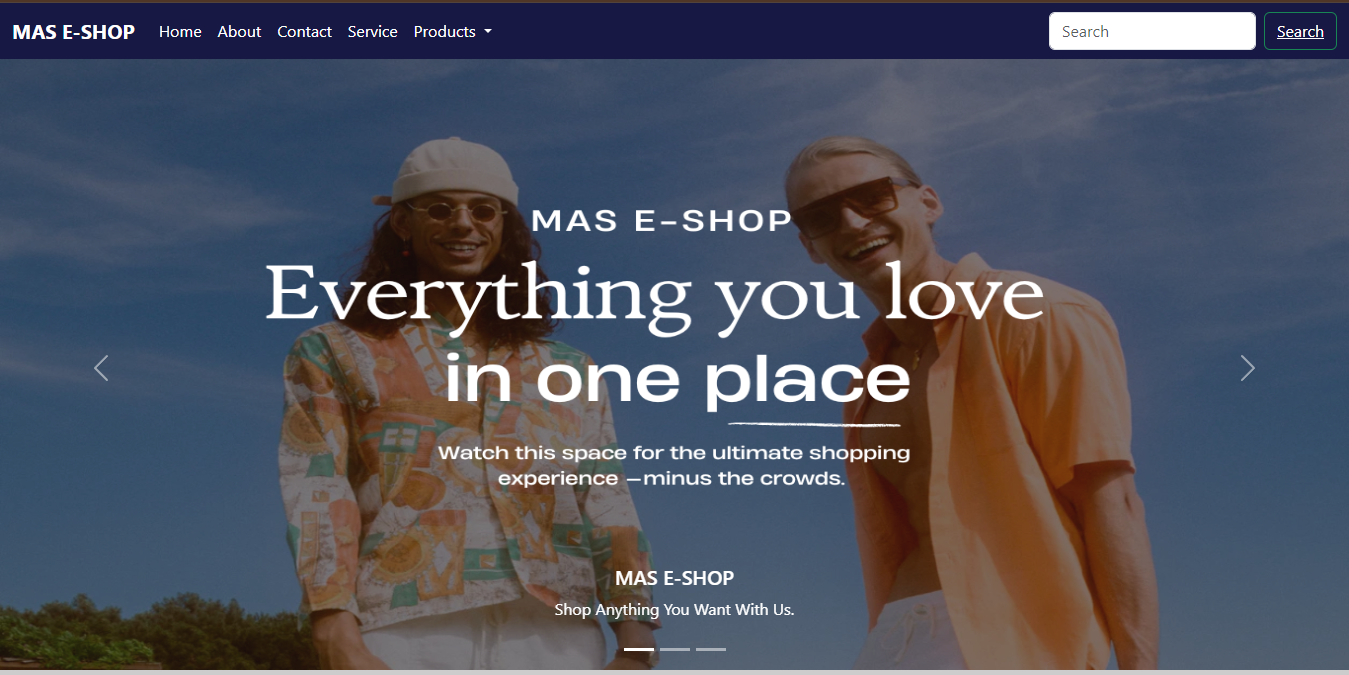 MAS E-SHOP Home About Contact Service Products Search Search
MAS E-SHOP
Everything you love
in one place
Watch this space for the ultimate shopping
experience —minus the crowds.
MAS E-SHOP
Shop Anything You Want With Us.